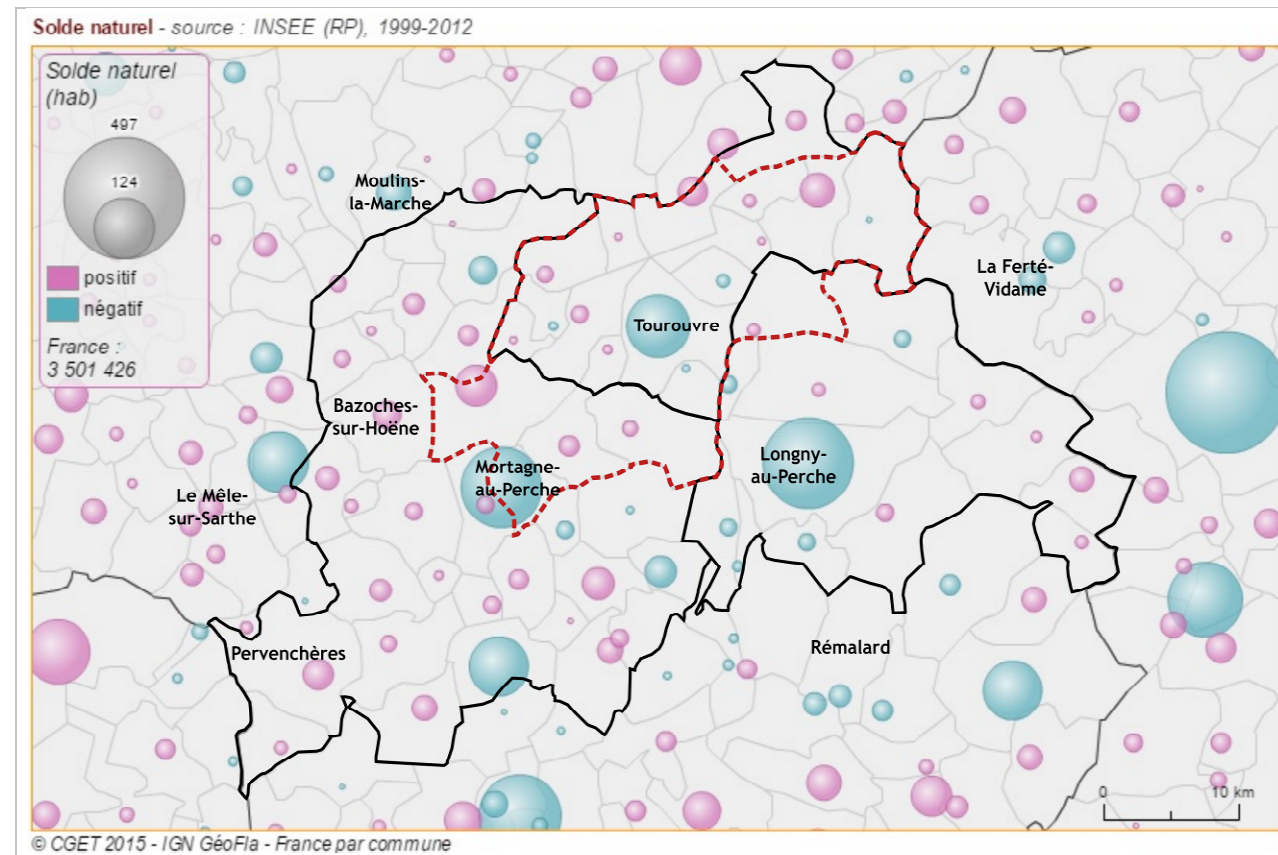 Solde naturel - source : INSEE (RP), 1999-2012
Solde naturel
(hab)
497
124
positif
négatif
France :
3 501 426
Moulins-
la-Marche
La Ferté-
Vidame
Tourouvre
Bazoches-
sur-Hoëne
Mortagne-
au-Perche
Longny-
au-Perche
Le Mêle-
sur-Sarthe
Pervenchères
Rémalard
0 10 km
© CGET 2015 - IGN GéoFla - France par commune